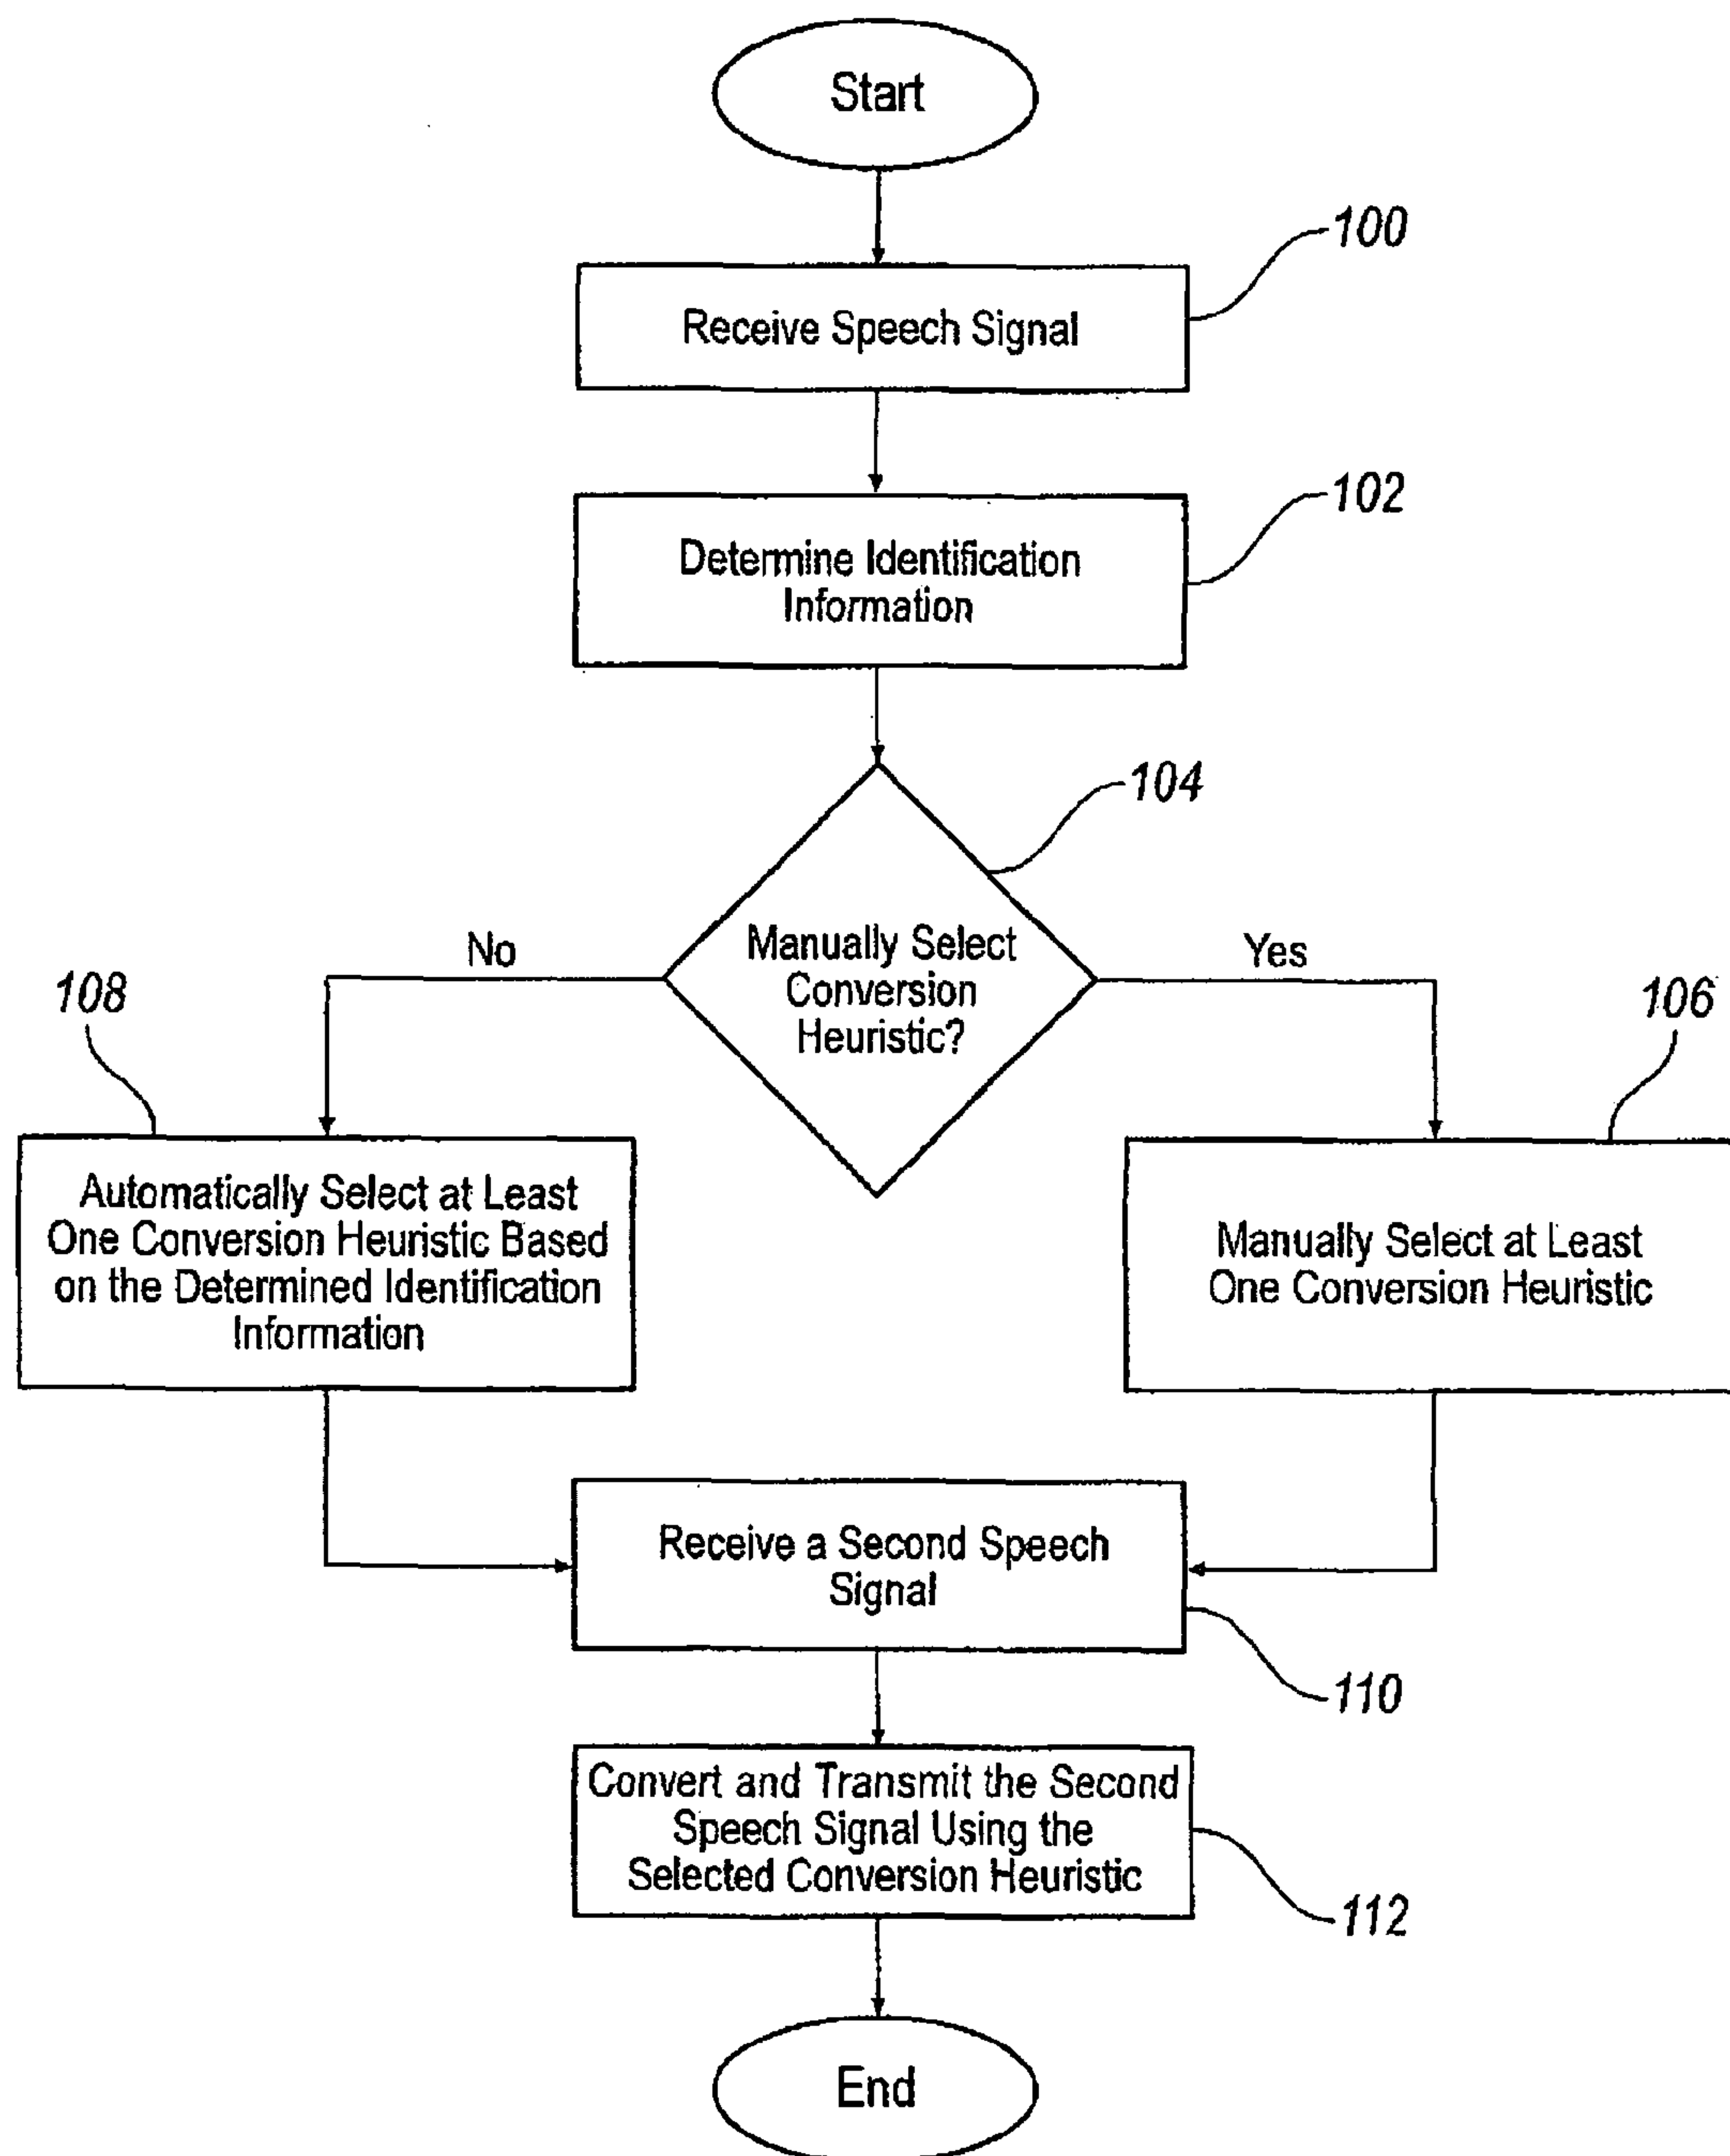 Start
100
Receive Speech Signal
102
Determine Identification
Information
104
Manually Select
Conversion
Heuristic?
No
Yes
108
106
Automatically Select at Least
One Conversion Heuristic Based
on the Determined Identification
Information
Manually Select at Least
One Conversion Heuristic
Receive a Second Speech
Signal
110
Convert and Transmit the Second
Speech Signal Using the
Selected Conversion Heuristic
112
End